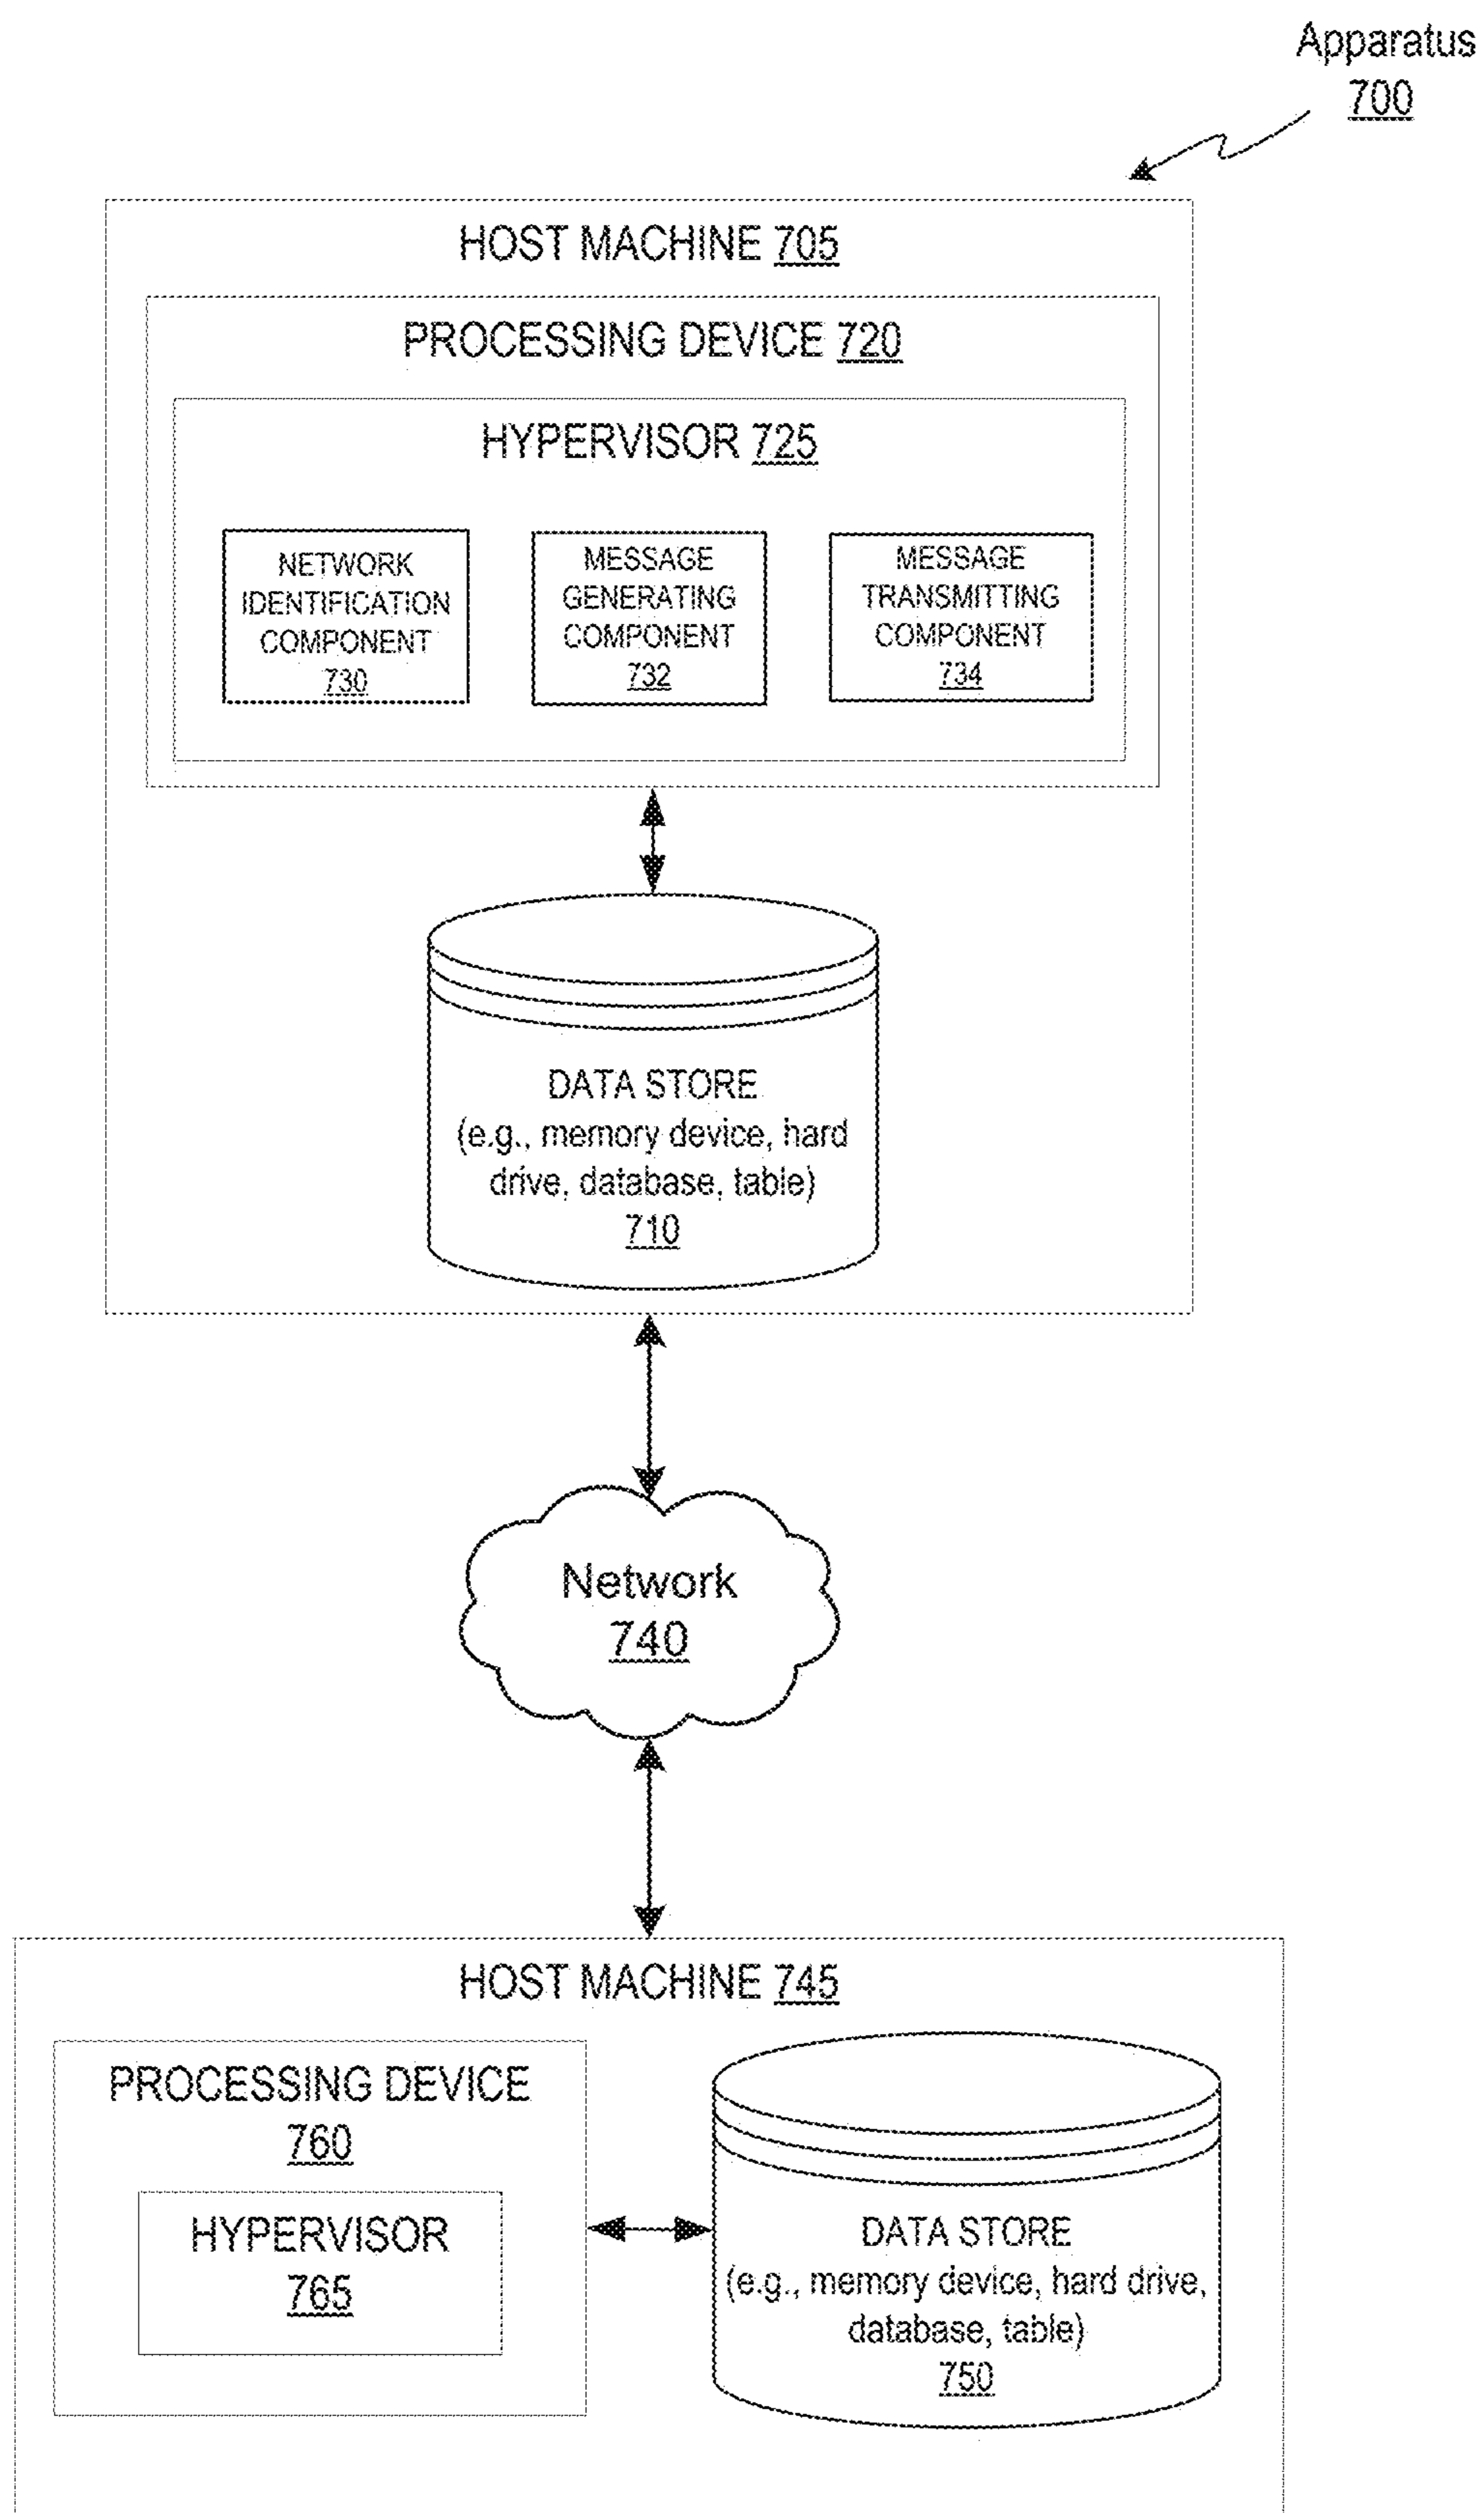 Apparatus
700
HOST MACHINE 705
PROCESSING DEVICE 720
HYPERVISOR 725
NETWORK
IDENTIFICATION
COMPONENT
730
MESSAGE
GENERATING
COMPONENT
732
MESSAGE
TRANSMITTING
COMPONENT
734
DATA STORE
(e.g., memory device, hard
drive, database, table)
710
Network
740
HOST MACHINE 745
PROCESSING DEVICE
760
HYPERVISOR
765
DATA STORE
(e.g., memory device, hard drive,
database, table)
750